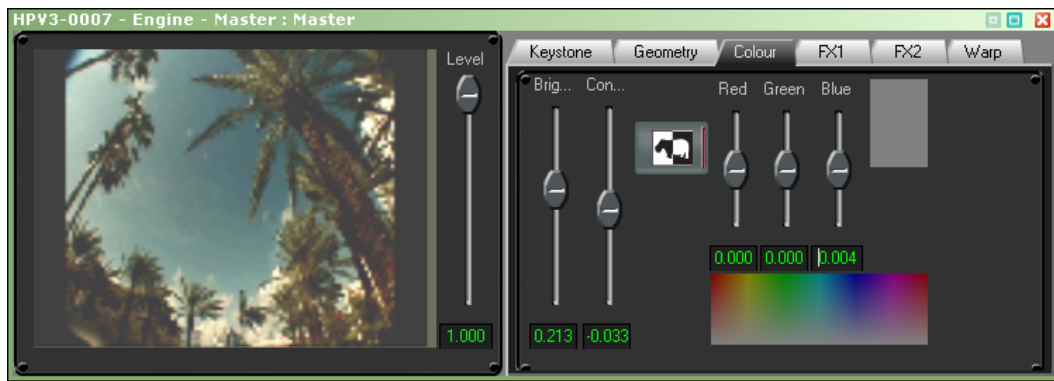 HPV3-0007 - Engine - Master : Master
Level
1.000
Keystone Geometry Colour FX1 FX2 Warp
Brig... Con... Red Green Blue
0.000 0.000 0.004
0.213 -0.033